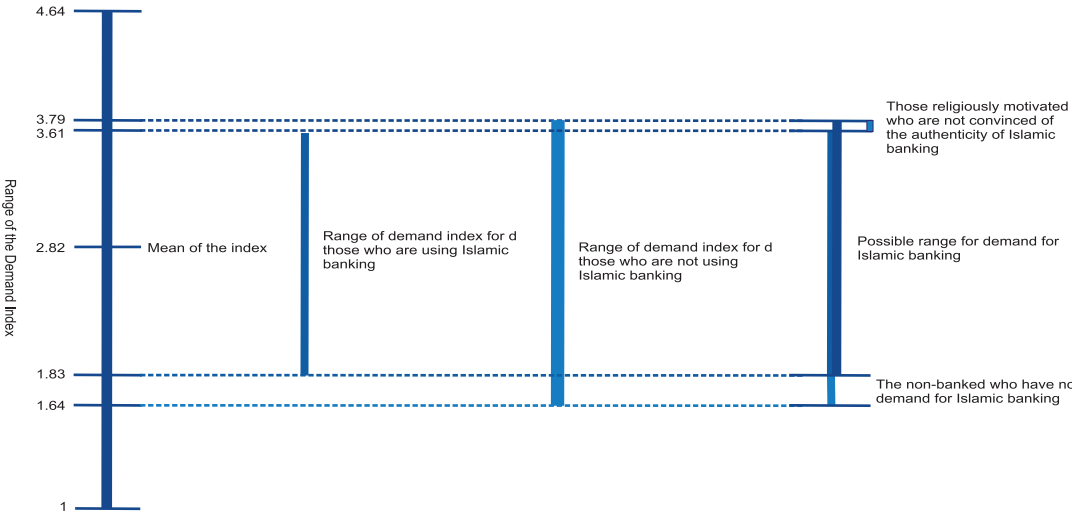 4.64
3.79
3.61
2.82
1.83
1.64
1
Range of the Demand Index
Mean of the index
Range of demand index for d
those who are using Islamic
banking
Range of demand index for d
those who are not using
Islamic banking
Those religiously motivated
who are not convinced of
the authenticity of Islamic
banking
Possible range for demand for
Islamic banking
The non-banked who have no
demand for Islamic banking